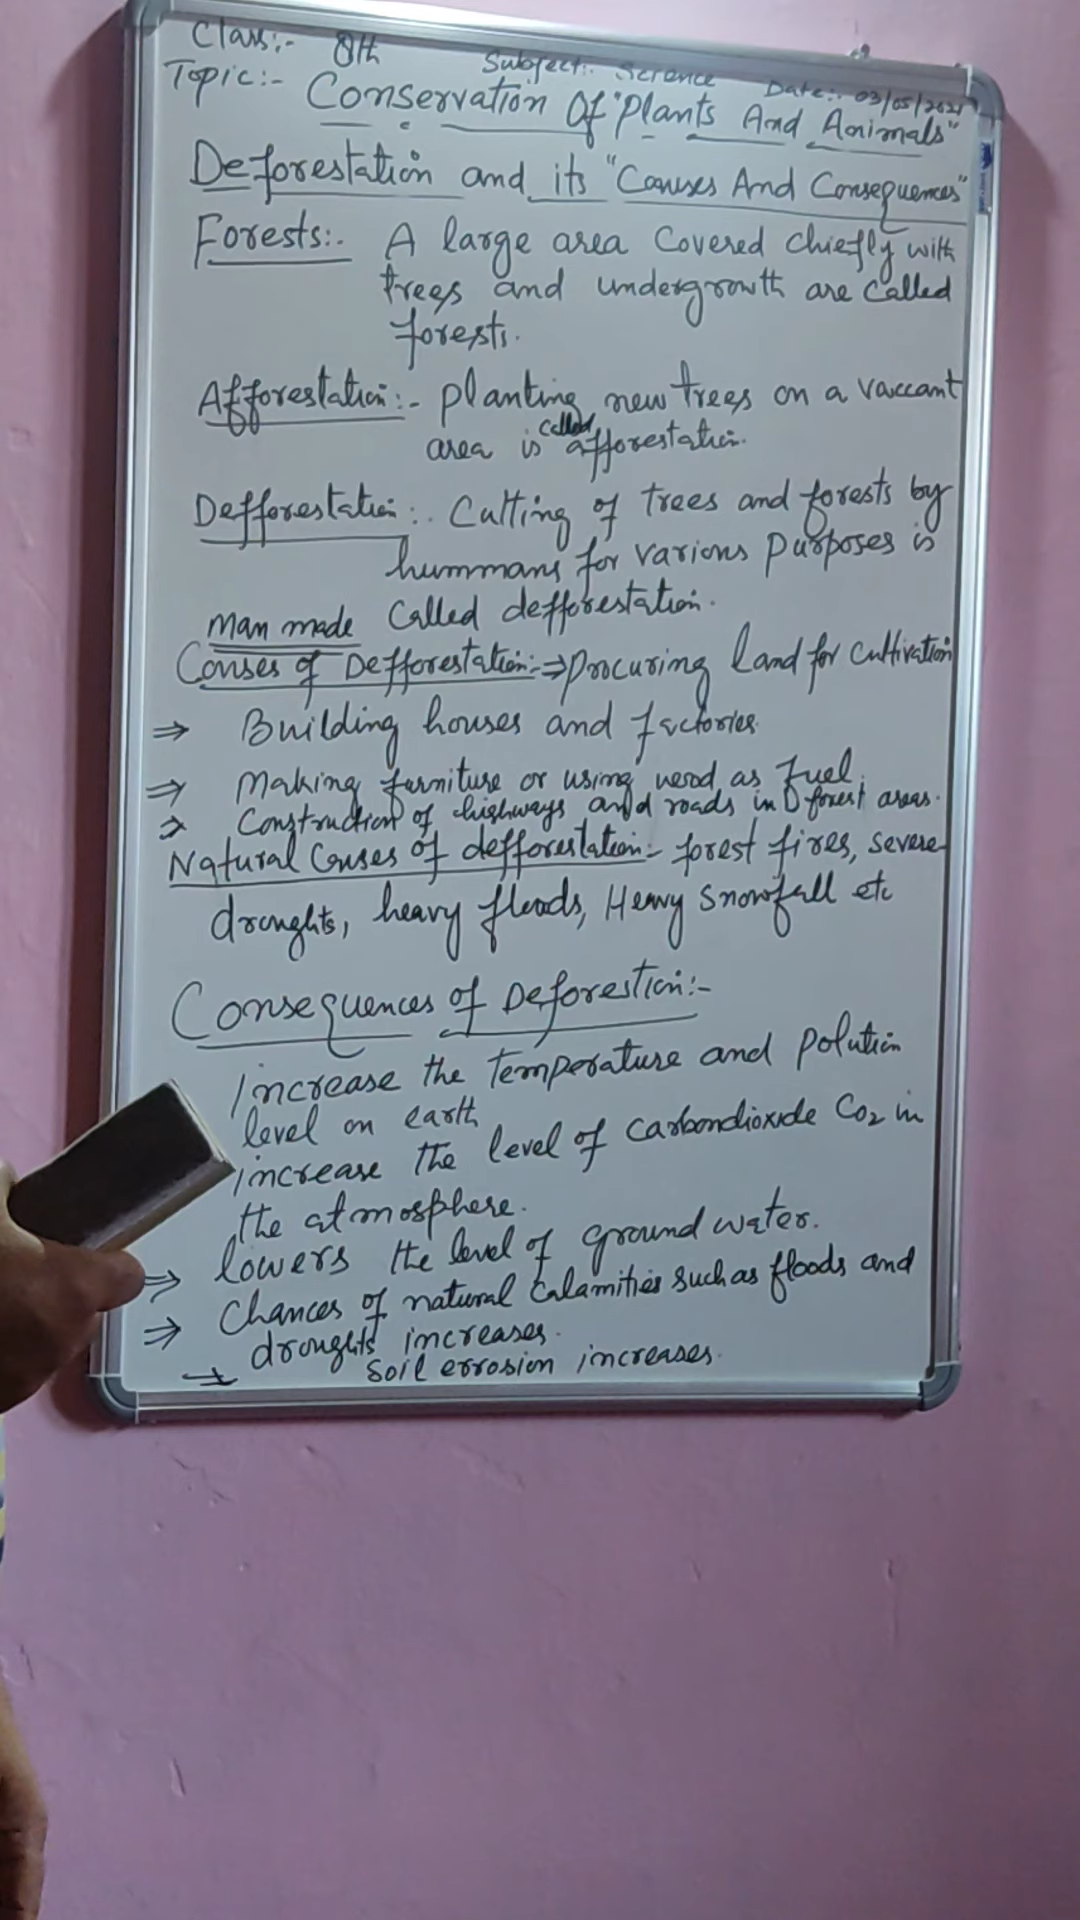 Class:- 8th Subject:- Science Date:- 03/05/2021
Topic:- Conservation Of "Plants And Animals"
Deforestation and its "Causes And Consequences"
Forests:- A large area Covered chiefly with
trees and undergrowth are called
forests.
Afforestation:- planting new trees on a vaccant
area is called afforestation.
Defforestation:- Cutting of trees and forests by
hummans for various purposes is
Called defforestation.
Man made
Causes of Defforestation:- ⇒ procuring land for cultivation
⇒ Building houses and factories.
⇒ Making furniture or using wood as fuel.
⇒ Construction of highways and roads in forest areas.
Natural Causes of defforestation:- forest fires, severe
droughts, heavy floods, Heavy snowfall etc
Consequences of Deforestion:-
Increase the temperature and polution
level on earth
increase the level of carbondioxide CO2 in
the atmosphere.
⇒ lowers the level of ground water.
⇒ Chances of natural calamities such as floods and
droughts increases.
→ soil errosion increases.